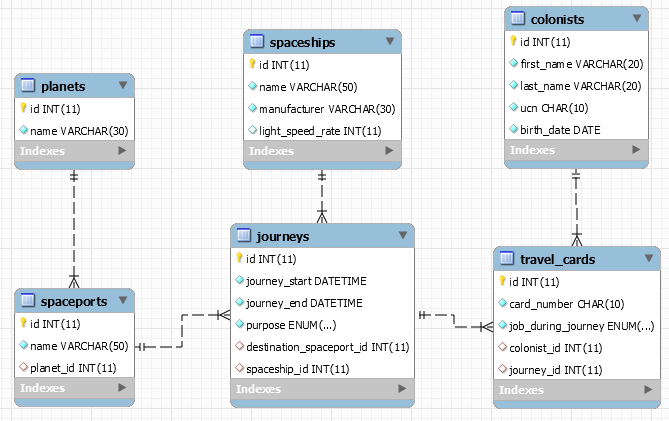 planets
id INT(11)
name VARCHAR(30)
Indexes
spaceships
id INT(11)
name VARCHAR(50)
manufacturer VARCHAR(30)
light_speed_rate INT(11)
Indexes
colonists
id INT(11)
first_name VARCHAR(20)
last_name VARCHAR(20)
ucn CHAR(10)
birth_date DATE
Indexes
spaceports
id INT(11)
name VARCHAR(50)
planet_id INT(11)
Indexes
journeys
id INT(11)
journey_start DATETIME
journey_end DATETIME
purpose ENUM(...)
destination_spaceport_id INT(11)
spaceship_id INT(11)
Indexes
travel_cards
id INT(11)
card_number CHAR(10)
job_during_journey ENUM(...)
colonist_id INT(11)
journey_id INT(11)
Indexes